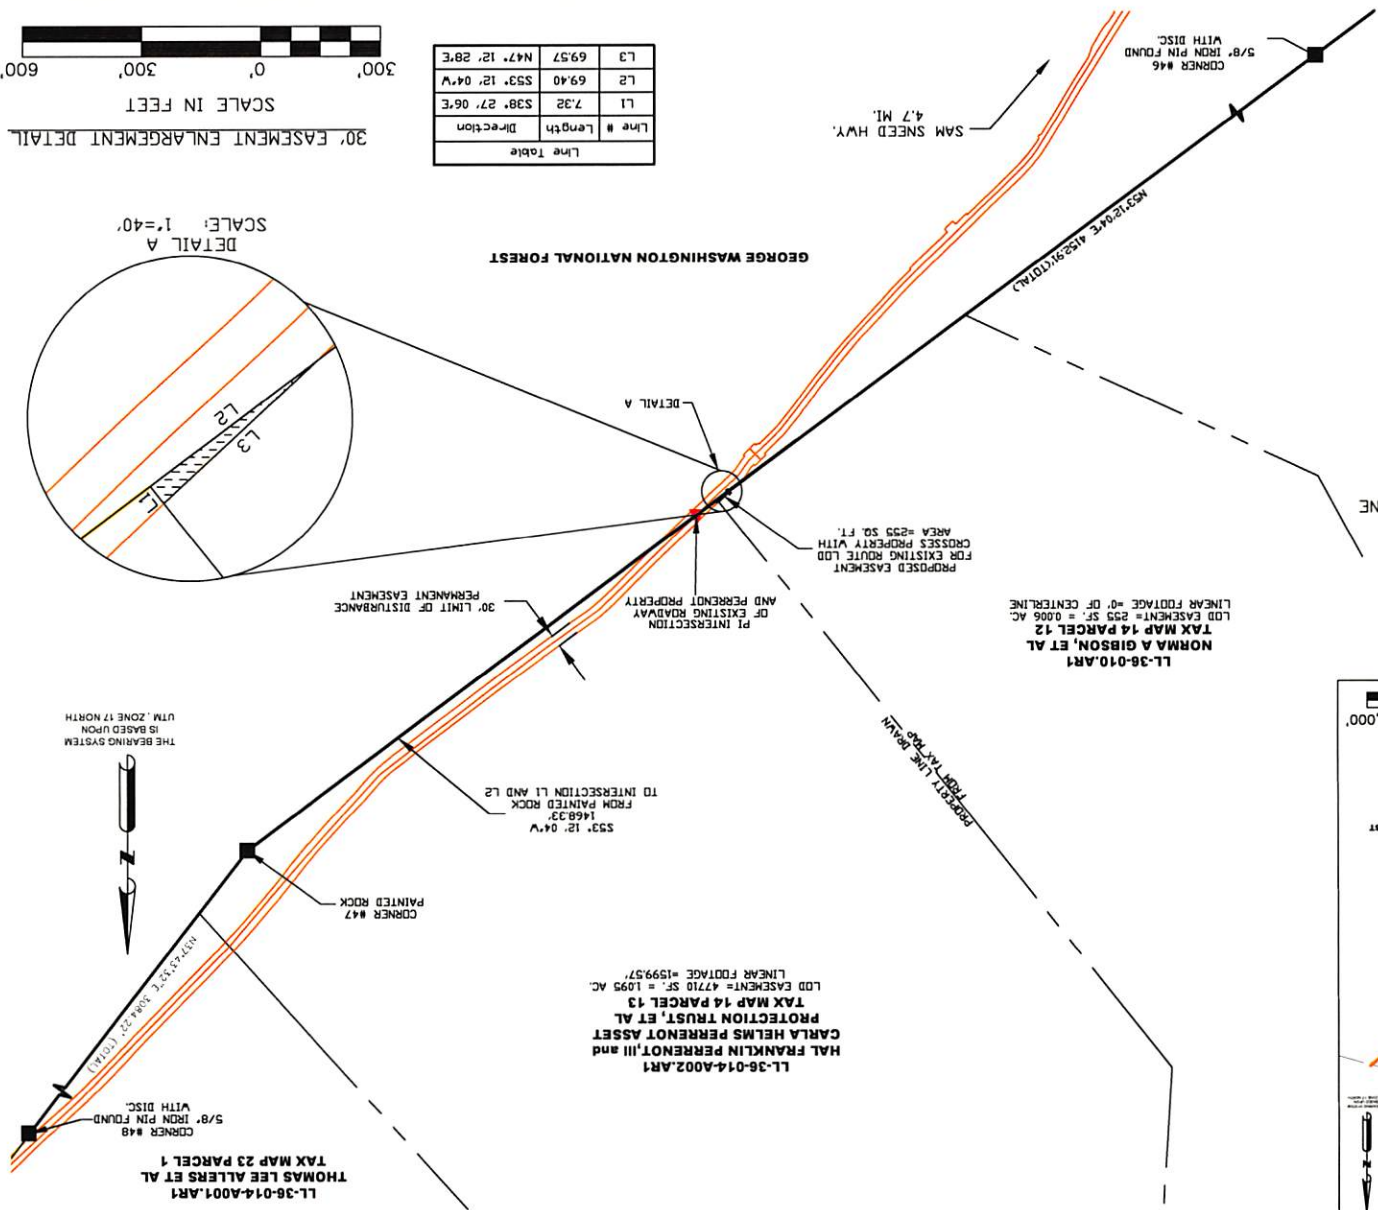 LL-36-014-A001.AR1
THOMAS LEE ALLERS ET AL
TAX MAP 23 PARCEL 1
CORNER #48
5/8" IRON PIN FOUND
WITH DISC.
N37°43'32"E 3084.22' (TOTAL)
LL-36-014-A002.AR1
HAL FRANKLIN PERRENOT,III and
CARLA HELMS PERRENOT ASSET
PROTECTION TRUST, ET AL
TAX MAP 14 PARCEL 13
LOD EASEMENT= 47710 SF. = 1.095 AC.
LINEAR FOOTAGE =1599.57'
CORNER #47
PAINTED ROCK
N
THE BEARING SYSTEM
IS BASED UPON
UTM, ZONE 17 NORTH
S53° 12' 04"W
1468.33'
FROM PAINTED ROCK
TO INTERSECTION L1 AND L2
PROPERTY LINE DRAWN
FROM TAX MAP
LL-36-010.AR1
NORMA A GIBSON, ET AL
TAX MAP 14 PARCEL 12
LOD EASEMENT= 255 SF. = 0.006 AC.
LINEAR FOOTAGE =0' OF CENTERLINE
PI INTERSECTION
OF EXISTING ROADWAY
AND PERRENOT PROPERTY
30' LIMIT OF DISTURBANCE
PERMANENT EASEMENT
PROPOSED EASEMENT
FOR EXISTING ROUTE LOD
CROSSES PROPERTY WITH
AREA =255 SQ. FT.
NE
DETAIL A
L1
L3
L2
DETAIL A
SCALE: 1"=40'
GEORGE WASHINGTON NATIONAL FOREST
N53°12'04"E 4152.91'(TOTAL)
SAM SNEED HWY.
4.7 MI.
CORNER #46
5/8" IRON PIN FOUND
WITH DISC.
Line Table
Line # Length Direction
L1 7.32 S38° 27' 06"E
L2 69.40 S53° 12' 04"W
L3 69.57 N47° 12' 28"E
30' EASEMENT ENLARGEMENT DETAIL
SCALE IN FEET
300' 0' 300' 600'
,000'
N